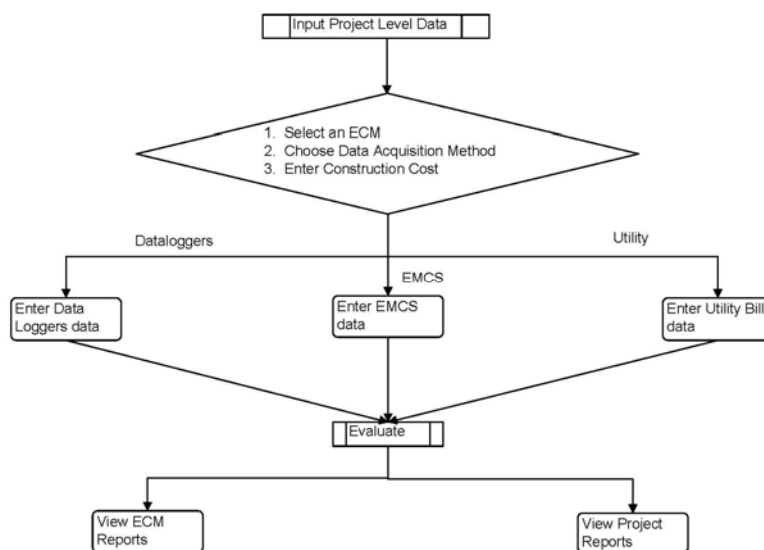 Input Project Level Data
1. Select an ECM
2. Choose Data Acquisition Method
3. Enter Construction Cost
Dataloggers
Utility
EMCS
Enter Data
Loggers data
Enter EMCS
data
Enter Utility Bill
data
Evaluate
View ECM
Reports
View Project
Reports